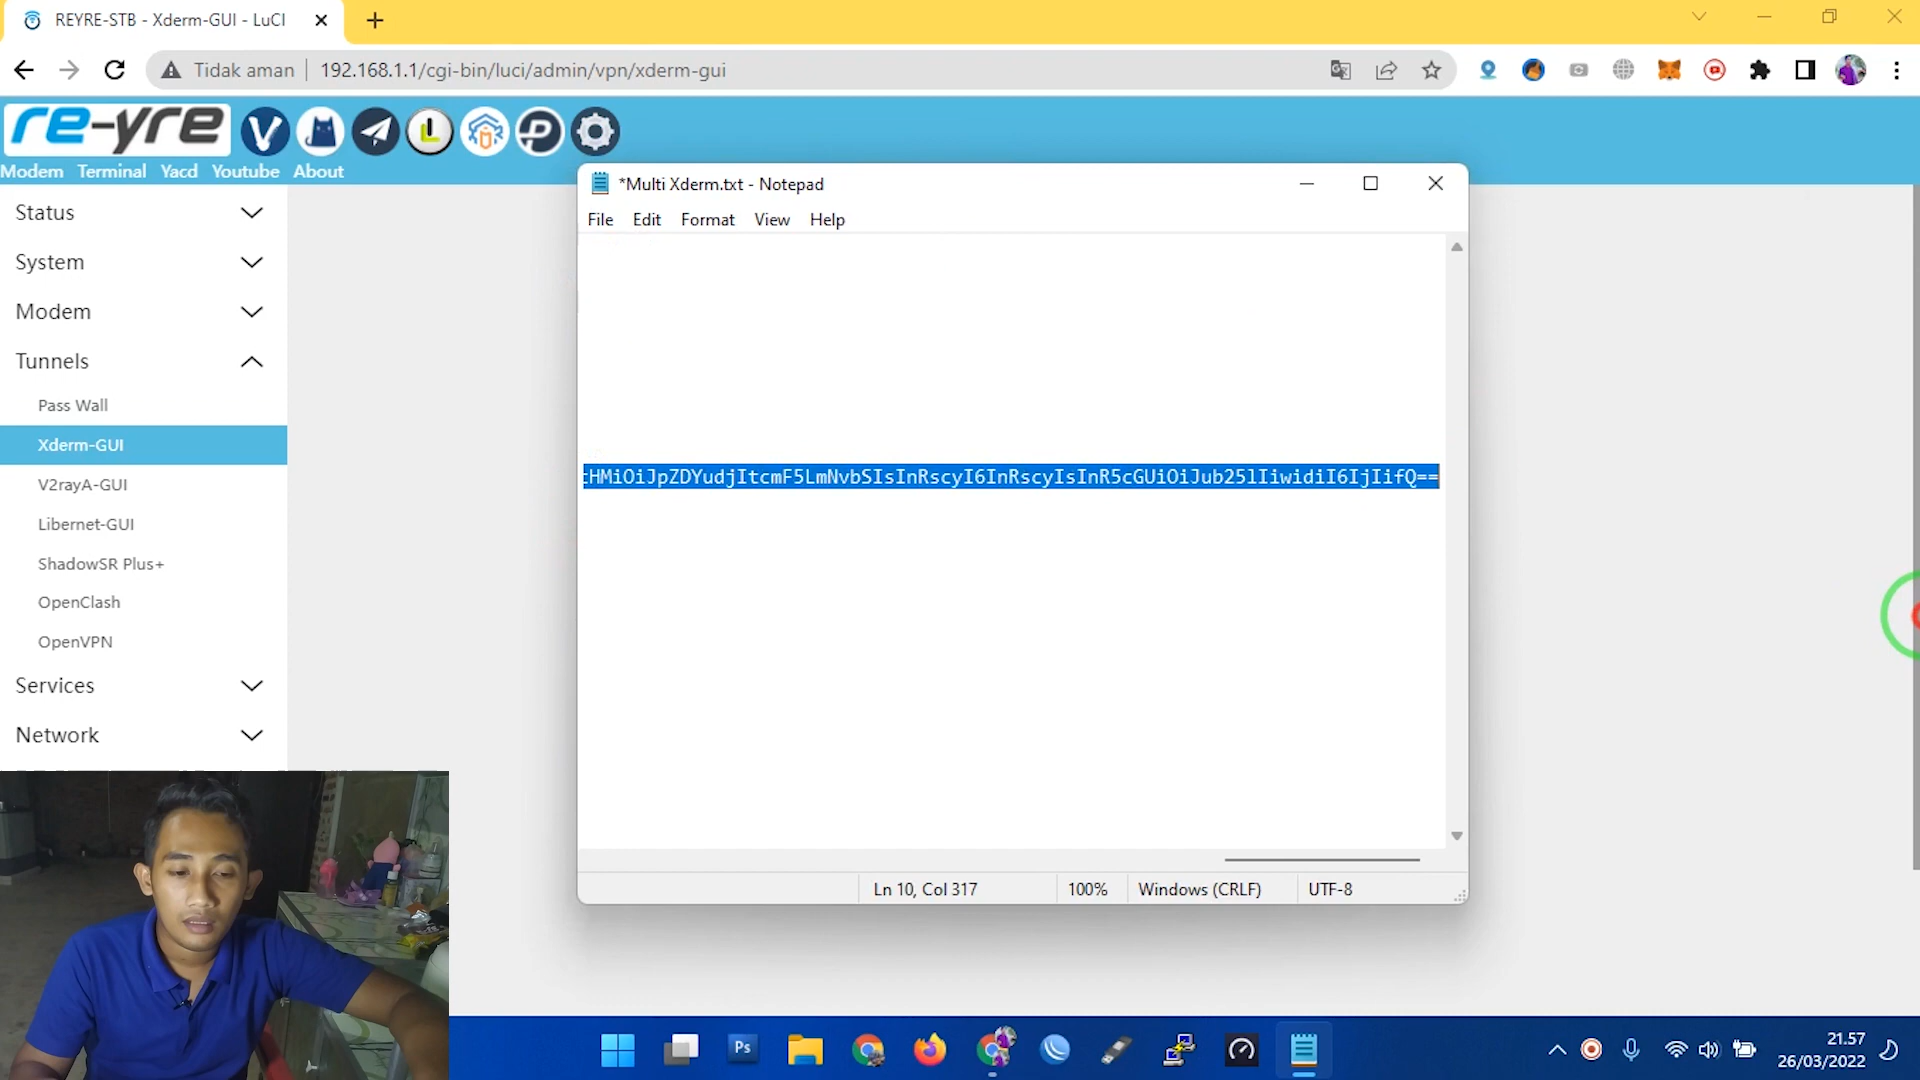 REYRE-STB - Xderm-GUI - LuCI
Tidak aman
192.168.1.1/cgi-bin/luci/admin/vpn/xderm-gui
re-yre
Modem Terminal Yacd Youtube About
Status
System
Modem
Tunnels
Pass Wall
Xderm-GUI
V2rayA-GUI
Libernet-GUI
ShadowSR Plus+
OpenClash
OpenVPN
Services
Network
*Multi Xderm.txt - Notepad
File Edit Format View Help
:HMiOiJpZDYudjItcmF5LmNvbSIsInRscyI6InRscyIsInR5cGUiOiJub25lIiwidiI6IjIifQ==
Ln 10, Col 317
100%
Windows (CRLF)
UTF-8
Ps
21.57
26/03/2022